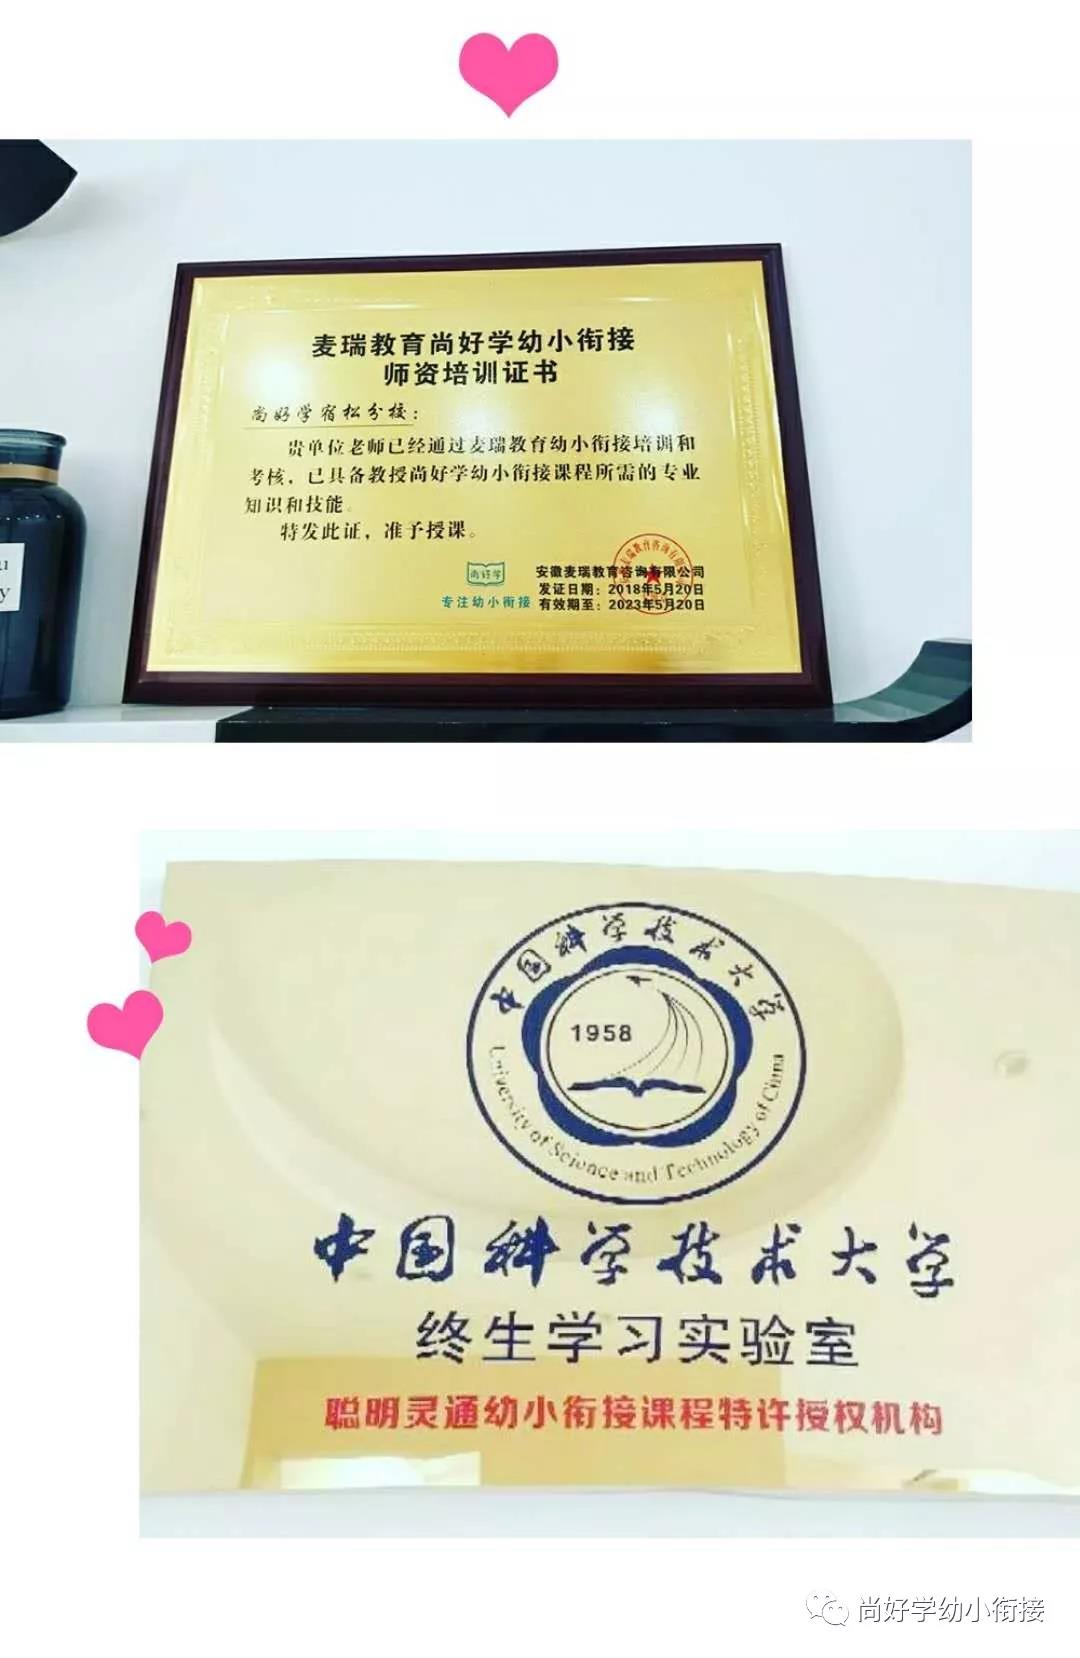 麦瑞教育尚好学幼小衔接
师资培训证书
尚好学宿松分校：
贵单位老师已经通过麦瑞教育幼小衔接培训和
考核，已具备教授尚好学幼小衔接课程所需的专业
知识和技能。
特发此证，准予授课。
尚好学
专注幼小衔接
安徽麦瑞教育咨询有限公司
发证日期：2018年5月20日
有效期至：2023年5月20日
中国科学技术大学
1958
University of Science and Technology of China
中国科学技术大学
终生学习实验室
聪明灵通幼小衔接课程特许授权机构
尚好学幼小衔接